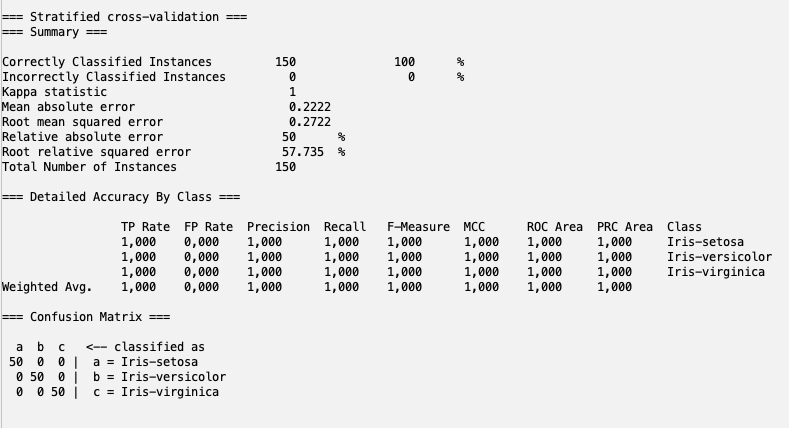 === Stratified cross-validation ===
=== Summary ===
Correctly Classified Instances 150 100 %
Incorrectly Classified Instances 0 0 %
Kappa statistic 1
Mean absolute error 0.2222
Root mean squared error 0.2722
Relative absolute error 50 %
Root relative squared error 57.735 %
Total Number of Instances 150
=== Detailed Accuracy By Class ===
TP Rate FP Rate Precision Recall F-Measure MCC ROC Area PRC Area Class
1,000 0,000 1,000 1,000 1,000 1,000 1,000 1,000 Iris-setosa
1,000 0,000 1,000 1,000 1,000 1,000 1,000 1,000 Iris-versicolor
1,000 0,000 1,000 1,000 1,000 1,000 1,000 1,000 Iris-virginica
Weighted Avg. 1,000 0,000 1,000 1,000 1,000 1,000 1,000 1,000
=== Confusion Matrix ===
a b c <-- classified as
50 0 0 | a = Iris-setosa
0 50 0 | b = Iris-versicolor
0 0 50 | c = Iris-virginica